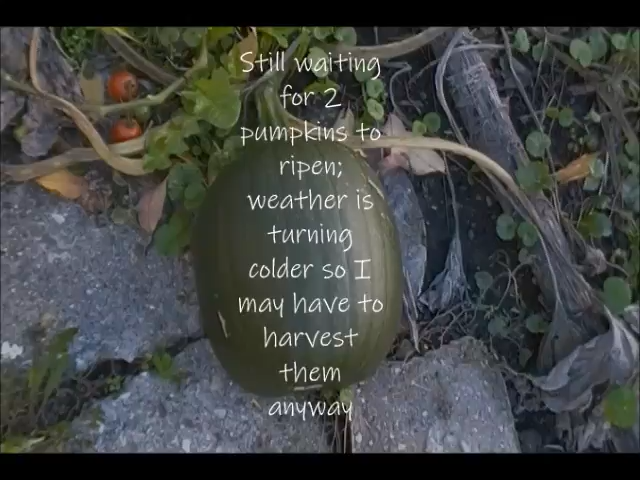 Still waiting
for 2
pumpkins to
ripen;
weather is
turning
colder so I
may have to
harvest
them
anyway